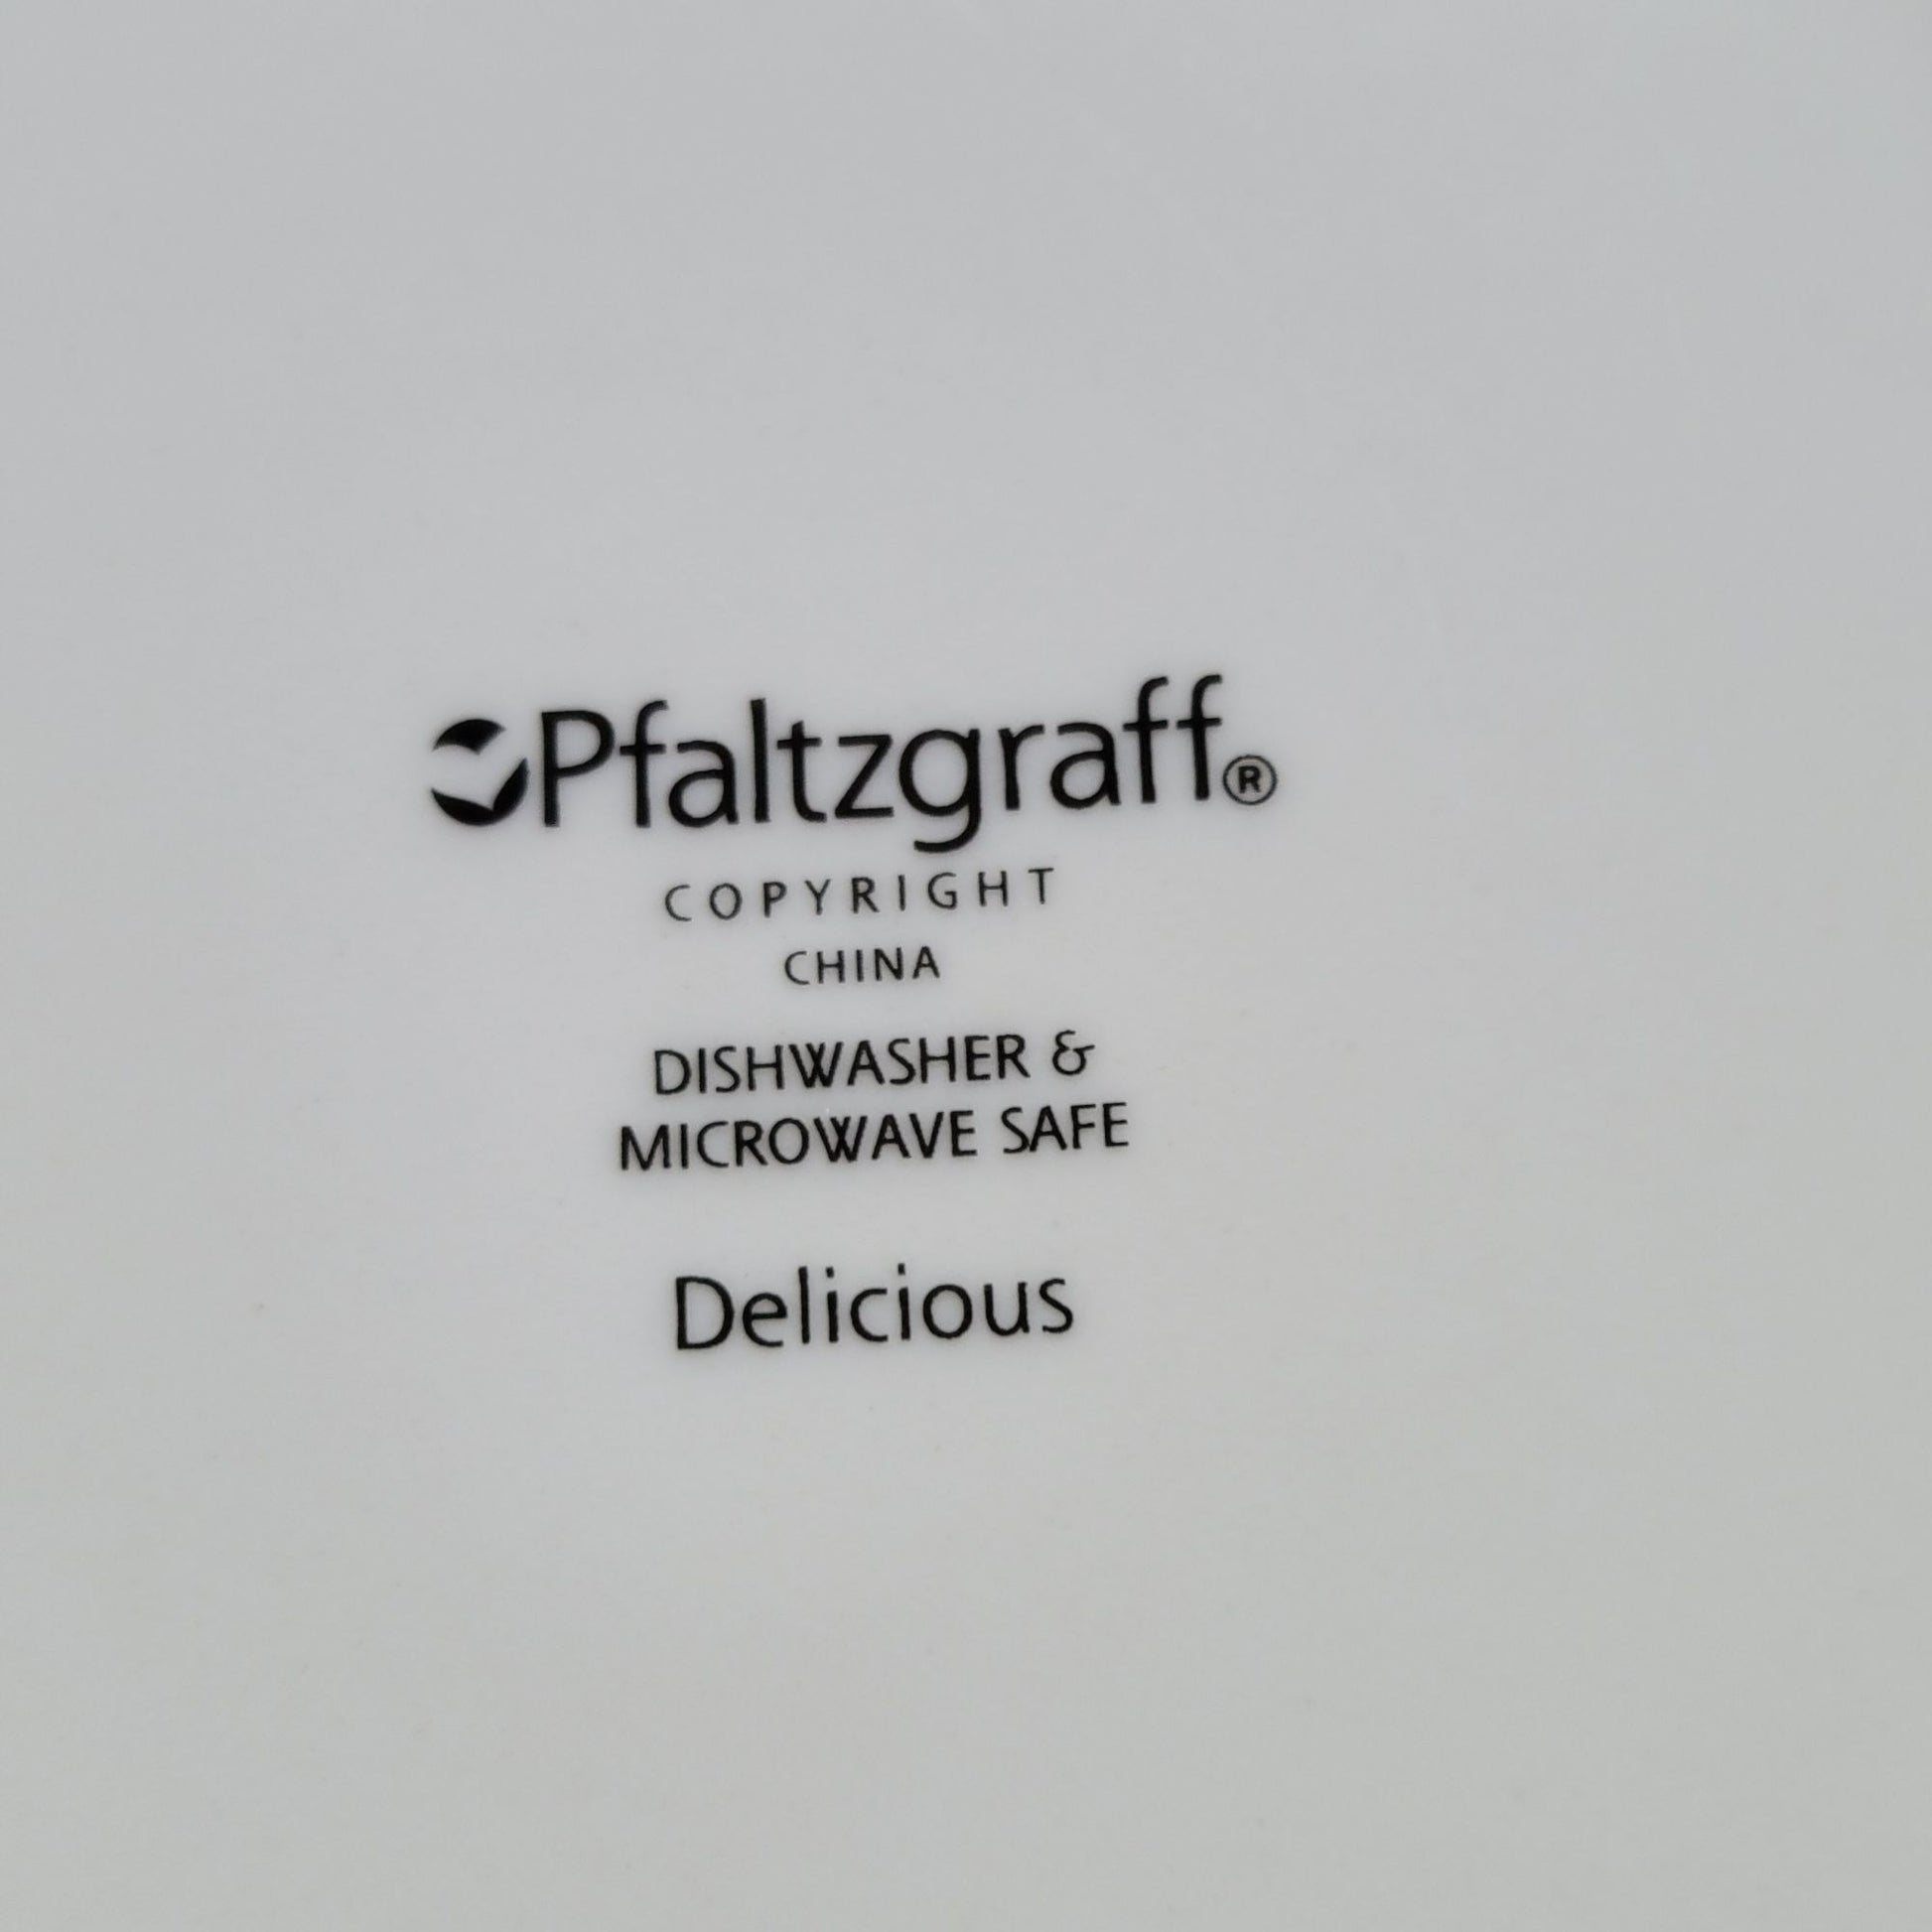 Pfaltzgraff®
COPYRIGHT
CHINA
DISHWASHER &
MICROWAVE SAFE
Delicious